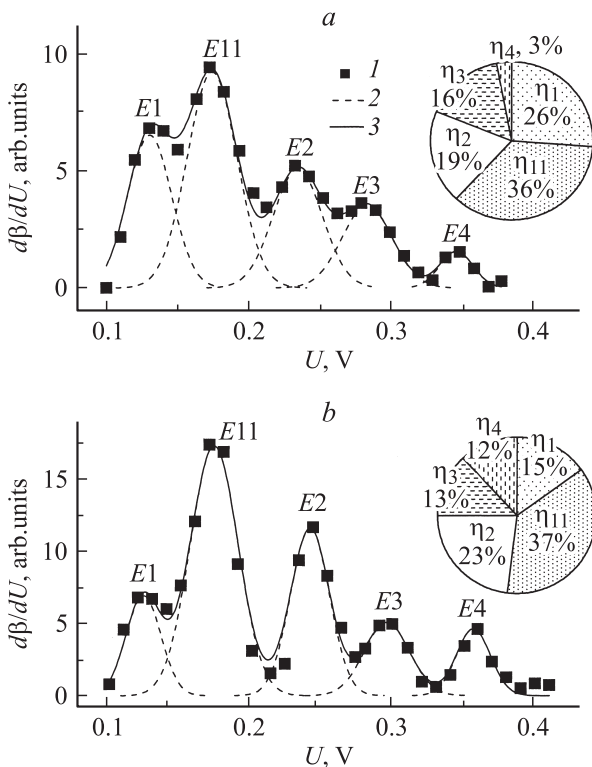 a
10
5
0
dβ/dU, arb.units
E1
E11
E2
E3
E4
1
2
3
η4, 3%
η3
16%
η1
26%
η2
19%
η11
36%
0.1
0.2
0.3
0.4
U, V
b
15
10
5
0
dβ/dU, arb.units
E1
E11
E2
E3
E4
η4
12%
η1
15%
η3
13%
η11
37%
η2
23%
0.1
0.2
0.3
0.4
U, V